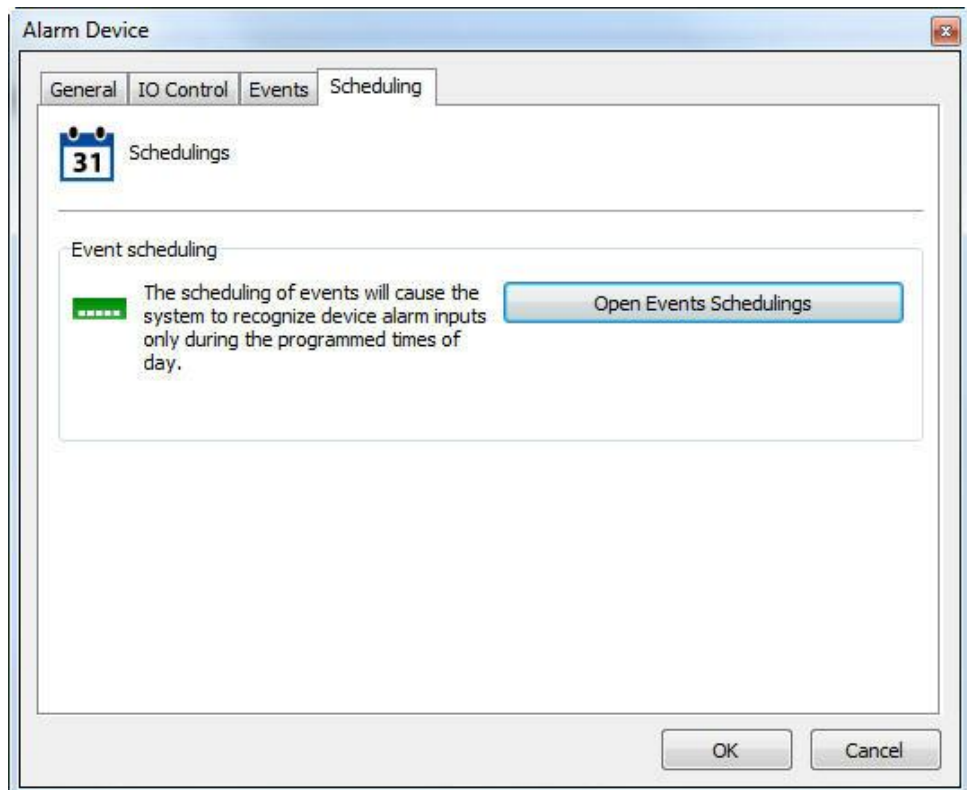 Alarm Device
General IO Control Events Scheduling
31
Schedulings
Event scheduling
The scheduling of events will cause the
system to recognize device alarm inputs
only during the programmed times of
day.
Open Events Schedulings
OK Cancel